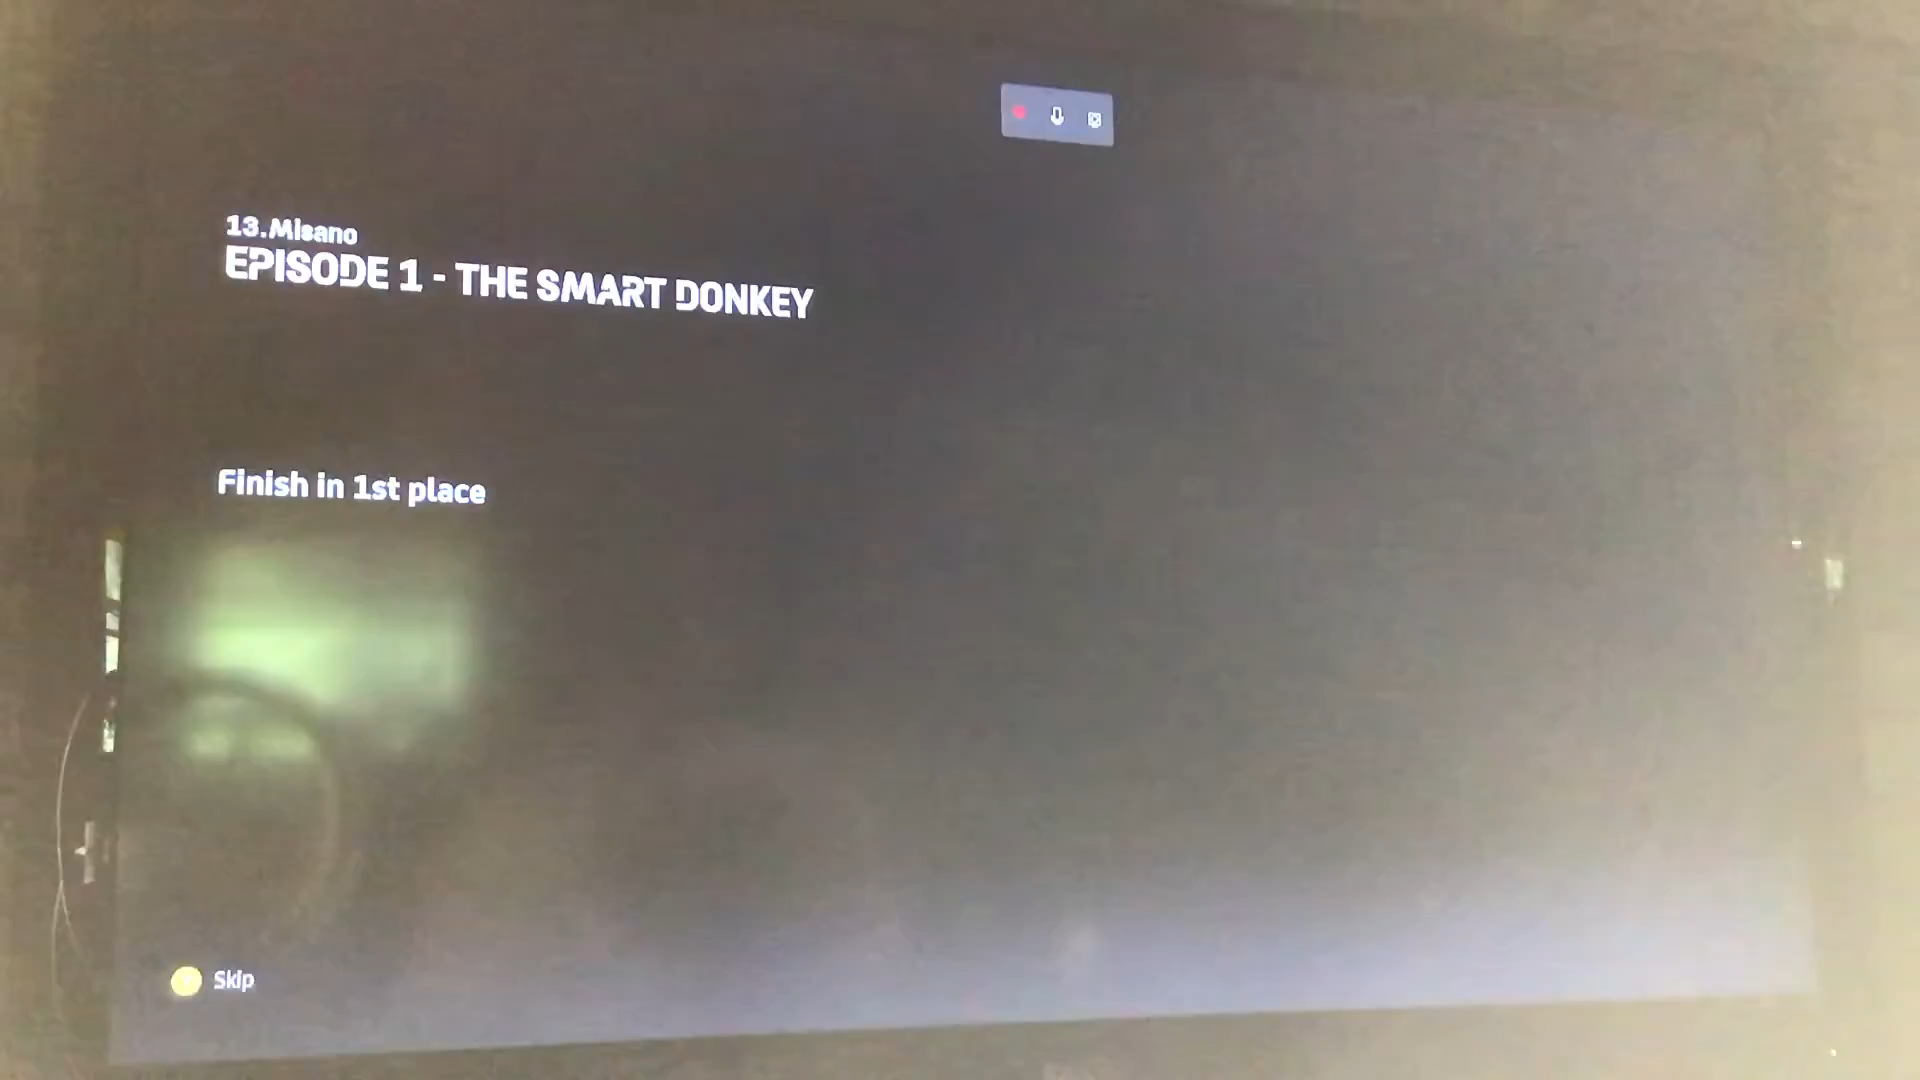 13.Misano
EPISODE 1 - THE SMART DONKEY
Finish in 1st place
Skip